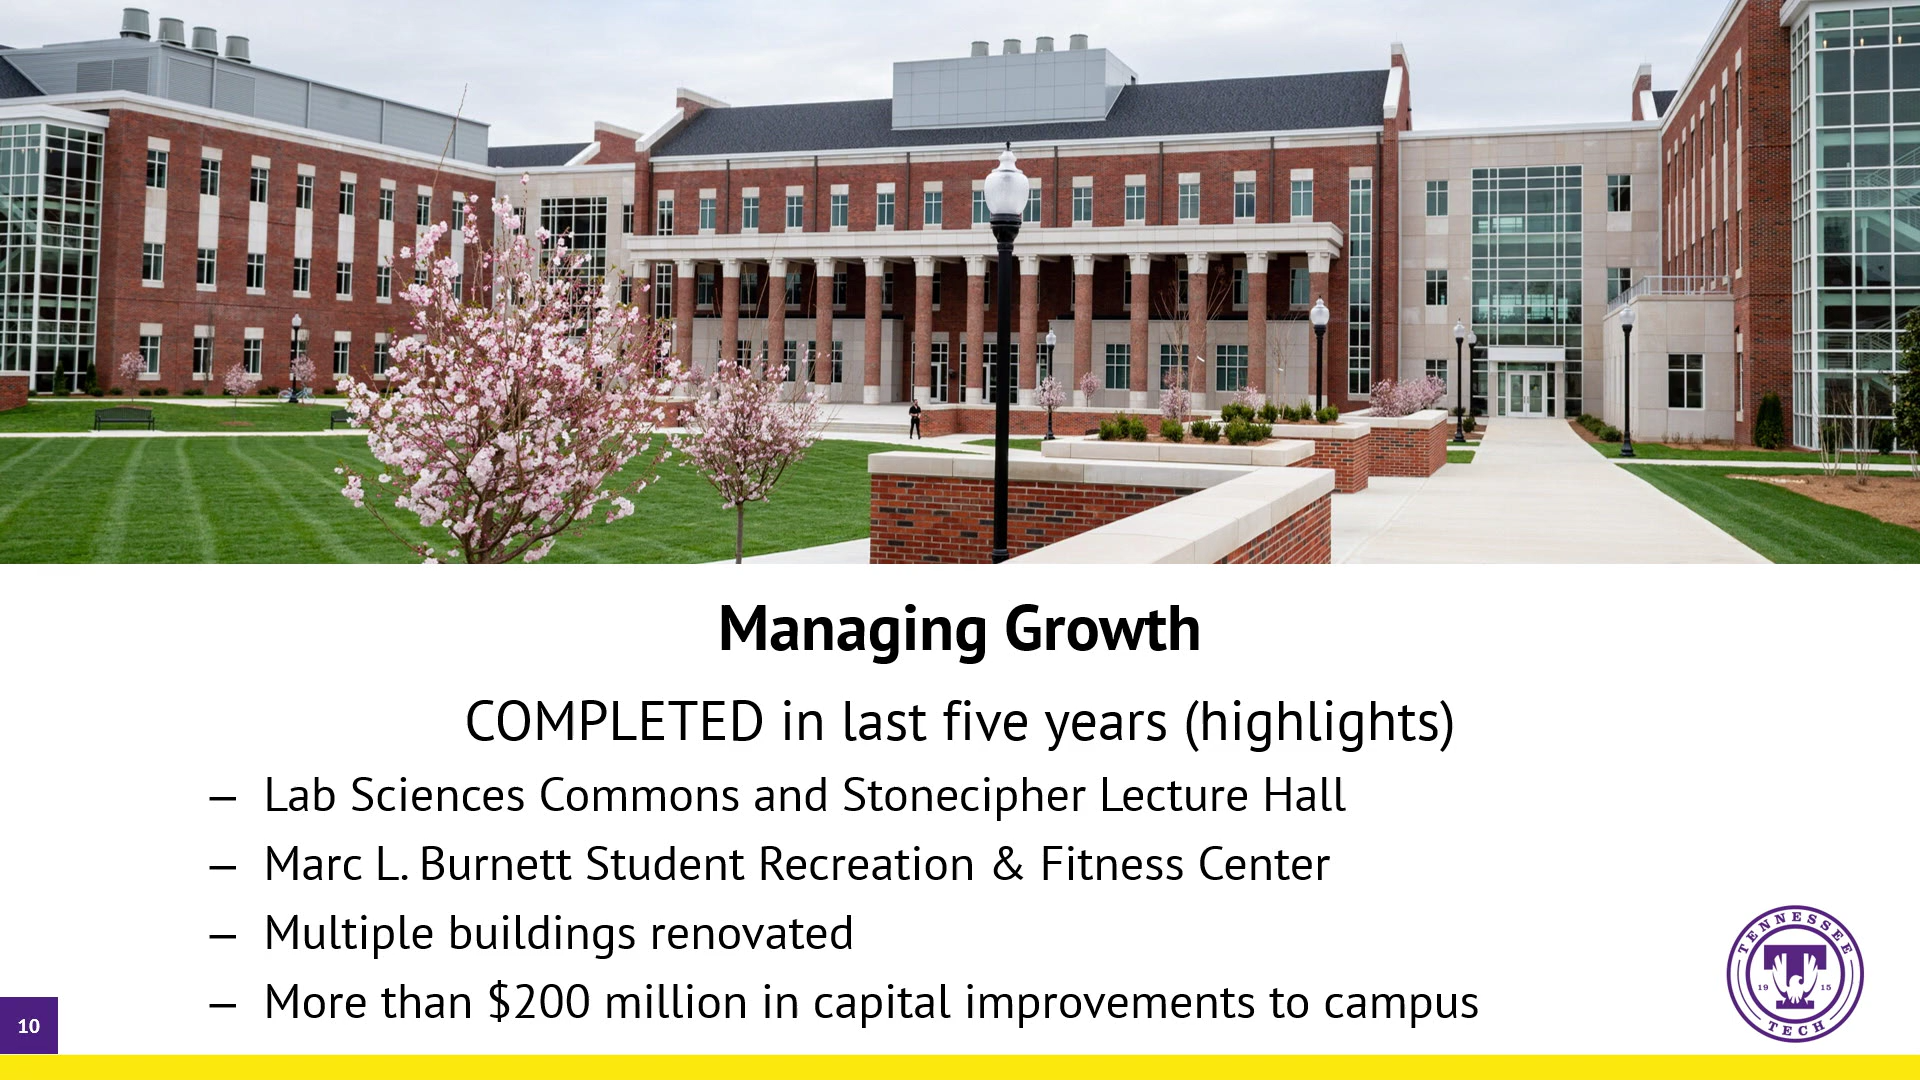 Managing Growth
COMPLETED in last five years (highlights)
– Lab Sciences Commons and Stonecipher Lecture Hall
– Marc L. Burnett Student Recreation & Fitness Center
– Multiple buildings renovated
– More than $200 million in capital improvements to campus
10
TENNESSEE
T
19 15
TECH